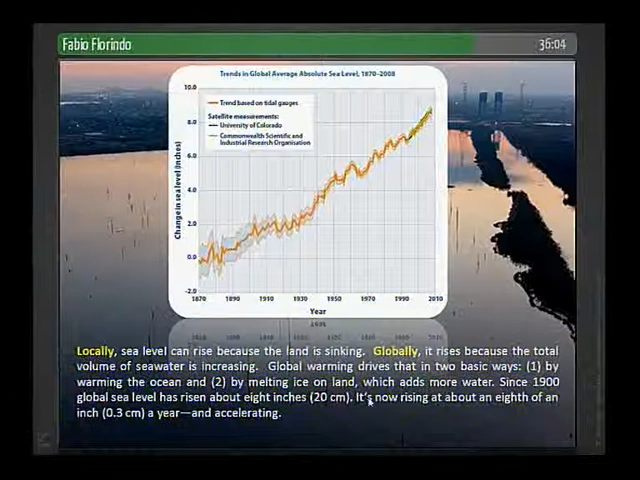 Fabio Florindo
36:04
Trends in Global Average Absolute Sea Level, 1870–2008
10.0
8.0
6.0
4.0
2.0
0.0
-2.0
Change in sea level (inches)
Trend based on tidal gauges
Satellite measurements:
University of Colorado
Commonwealth Scientific and
Industrial Research Organisation
1870 1890 1910 1930 1950 1970 1990 2010
Year
Locally, sea level can rise because the land is sinking. Globally, it rises because the total
volume of seawater is increasing. Global warming drives that in two basic ways: (1) by
warming the ocean and (2) by melting ice on land, which adds more water. Since 1900
global sea level has risen about eight inches (20 cm). It's now rising at about an eighth of an
inch (0.3 cm) a year—and accelerating.